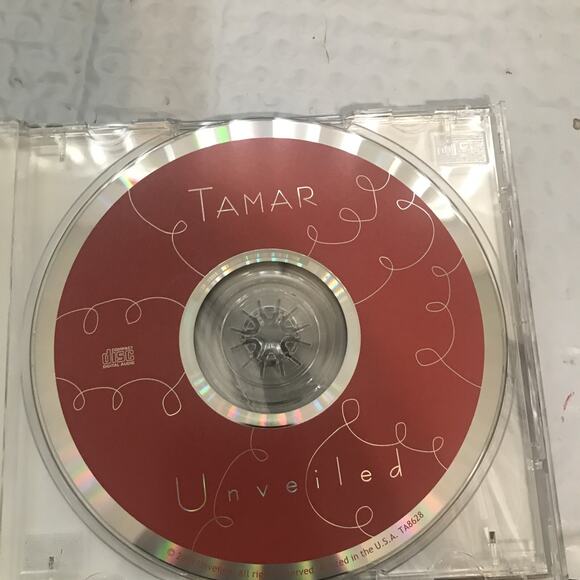 TAMAR
COMPACT
disc
DIGITAL AUDIO
Unveiled
all rights reserved in the U.S.A. TA8628